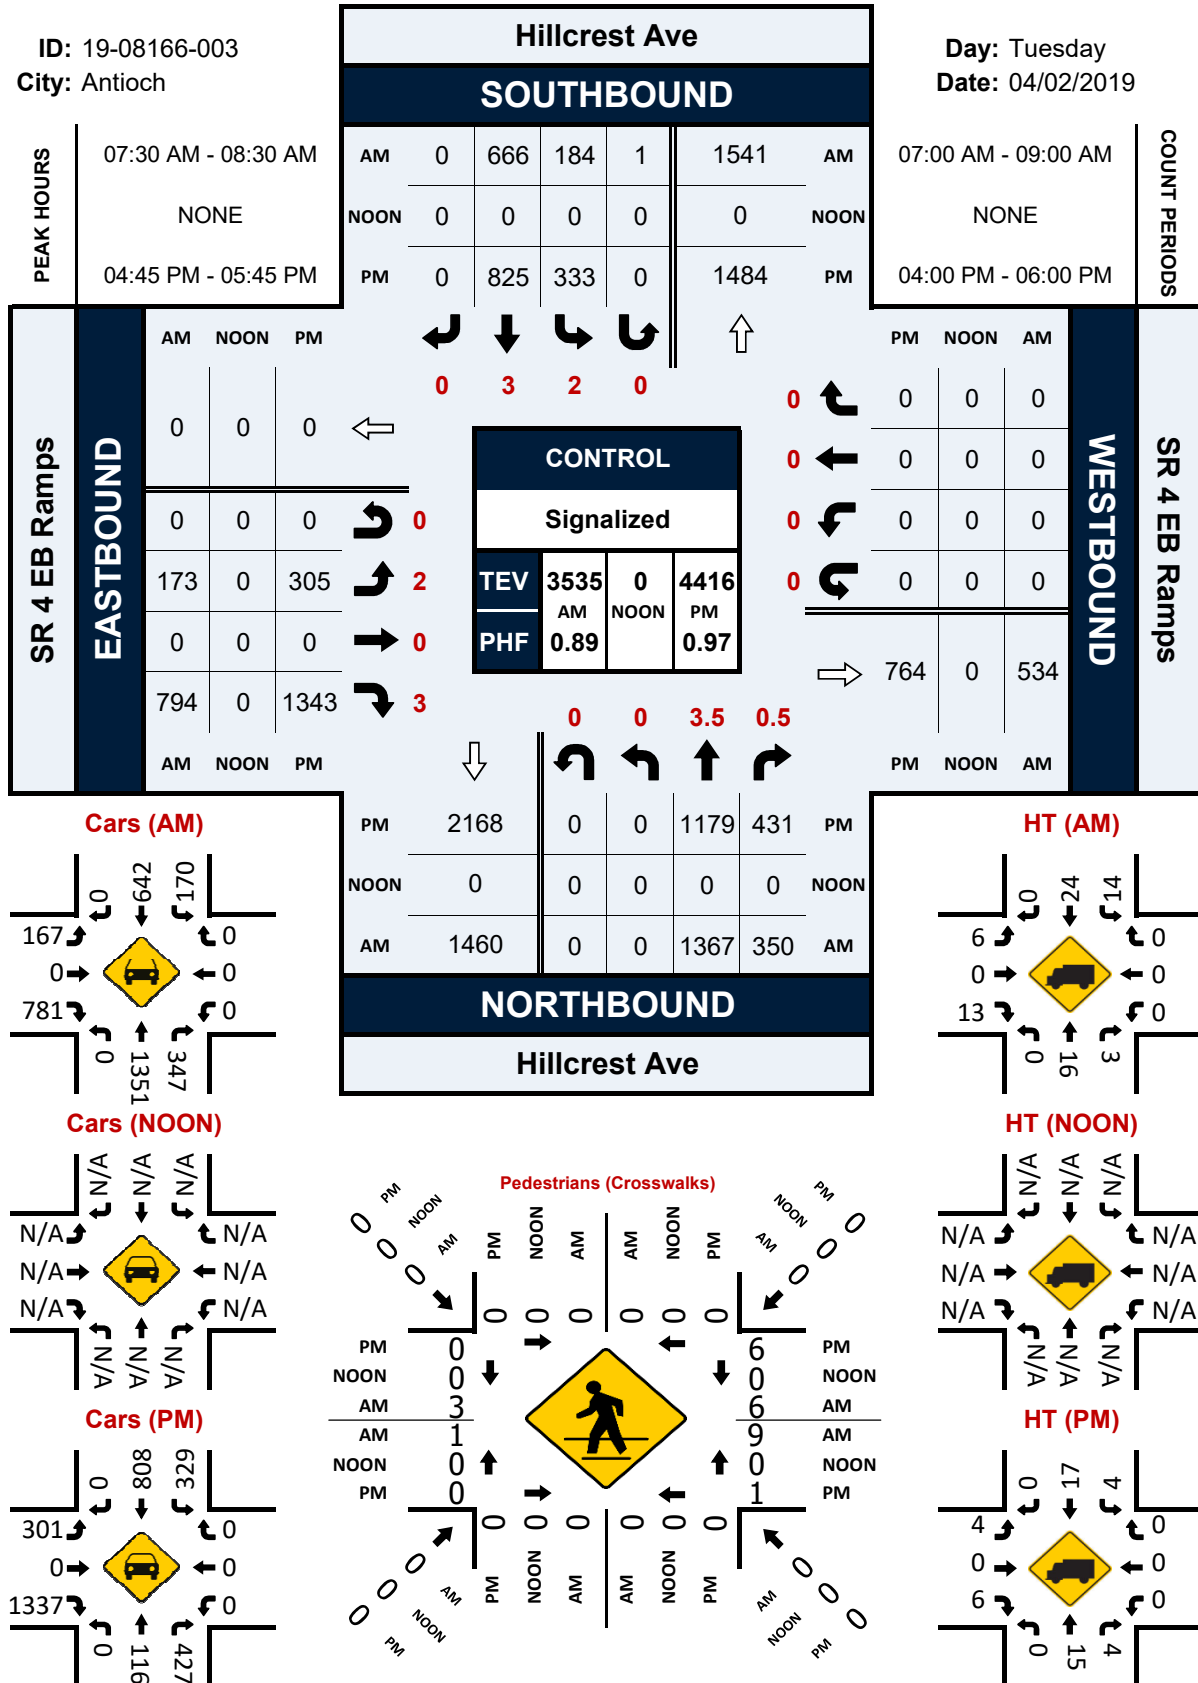 ID: 19-08166-003
City: Antioch
Hillcrest Ave
SOUTHBOUND
Day: Tuesday
Date: 04/02/2019
PEAK HOURS
07:30 AM - 08:30 AM
NONE
04:45 PM - 05:45 PM
AM 0 666 184 1 1541 AM
NOON 0 0 0 0 0 NOON
PM 0 825 333 0 1484 PM
07:00 AM - 09:00 AM
NONE
04:00 PM - 06:00 PM
COUNT PERIODS
0 3 2 0
SR 4 EB Ramps
EASTBOUND
AM NOON PM
0 0 0
0 0 0 0
173 0 305 2
0 0 0 0
794 0 1343 3
AM NOON PM
CONTROL
Signalized
TEV 3535 0 4416
AM NOON PM
PHF 0.89 0.97
PM NOON AM
0 0 0 0
0 0 0 0
0 0 0 0
0 0 0 0
764 0 534
PM NOON AM
WESTBOUND
SR 4 EB Ramps
0 0 3.5 0.5
PM 2168 0 0 1179 431 PM
NOON 0 0 0 0 0 NOON
AM 1460 0 0 1367 350 AM
NORTHBOUND
Hillcrest Ave
Cars (AM)
0 642 170
167 0
0 0
781 0
0 1351 347
HT (AM)
0 24 14
6 0
0 0
13 0
0 16 3
Cars (NOON)
N/A N/A N/A
N/A N/A
N/A N/A
N/A N/A
N/A N/A N/A
HT (NOON)
N/A N/A N/A
N/A N/A
N/A N/A
N/A N/A
N/A N/A N/A
Cars (PM)
0 808 329
301 0
0 0
1337 0
0 116 427
HT (PM)
0 17 4
4 0
0 0
6 0
0 15 4
Pedestrians (Crosswalks)
0 PM
0 NOON
0 AM
PM NOON AM AM NOON PM
PM 0
NOON 0
AM 0
0 0 0 0 0 0
PM 0 6 PM
NOON 0 0 NOON
AM 3 6 AM
AM 1 9 AM
NOON 0 0 NOON
PM 0 1 PM
0 0 0 0 0 0
PM NOON AM AM NOON PM
0 AM
0 NOON
0 PM
AM 0
NOON 0
PM 0